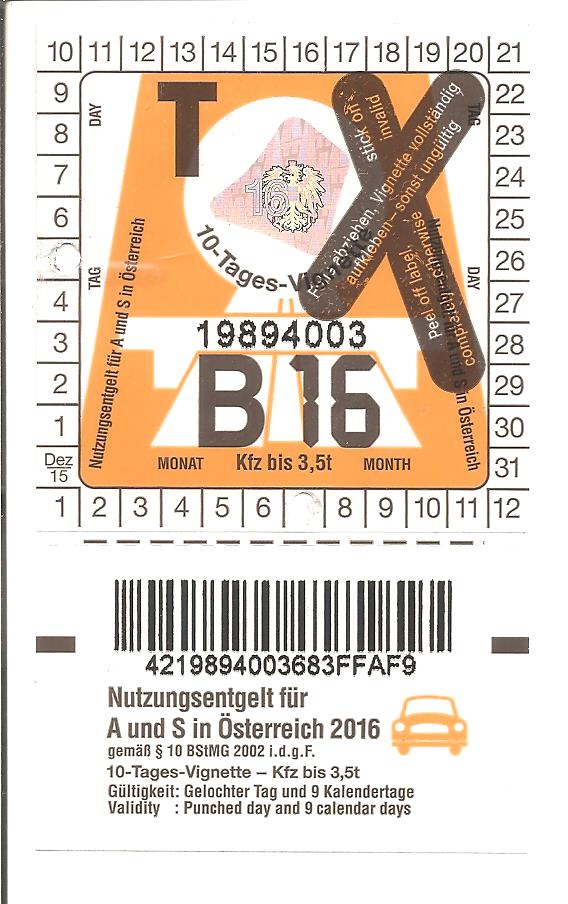 10 11 12 13 14 15 16 17 18 19 20 21
9 22
8 23
7 24
6 25
26
4 27
3 28
2 29
1 30
Dez
15
31
1 2 3 4 5 6 8 9 10 11 12
DAY
TAG
T
TAG
DAY
16
10-Tages-Vignette
abziehen, Vignette vollständig
aufkleben – sonst ungültig
Peel off label,
stick on
completely – otherwise
invalid
Nutzungsentgelt für A und S in Österreich
Nutzungsentgelt für A und S in Österreich
19894003
B 16
MONAT Kfz bis 3,5t MONTH
4219894003683FFAF9
Nutzungsentgelt für
A und S in Österreich 2016
gemäß § 10 BStMG 2002 i.d.g.F.
10-Tages-Vignette – Kfz bis 3,5t
Gültigkeit: Gelochter Tag und 9 Kalendertage
Validity : Punched day and 9 calendar days